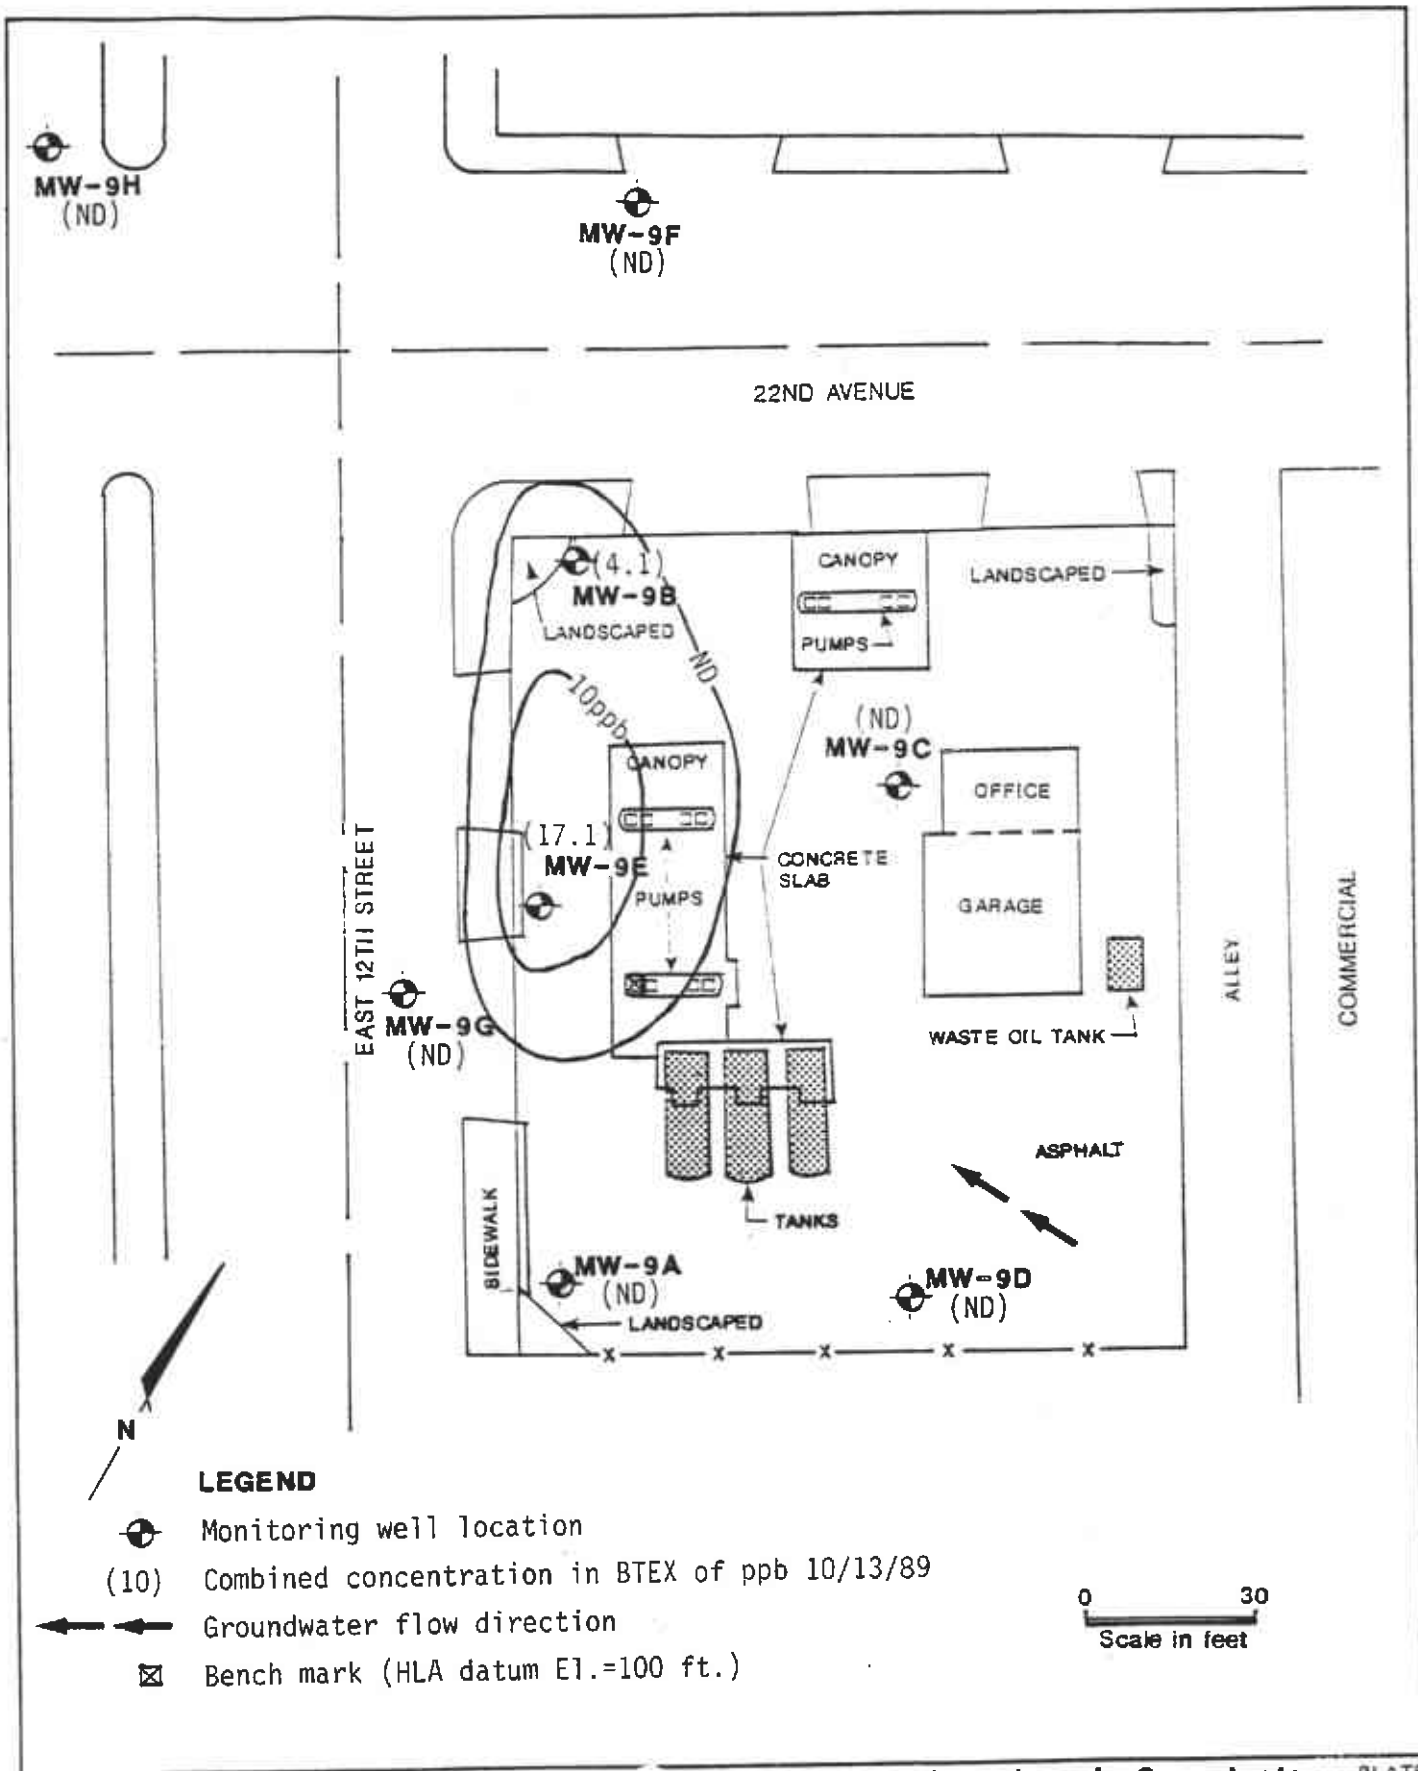 MW-9H
(ND)
MW-9F
(ND)
22ND AVENUE
(4.1)
MW-9B
LANDSCAPED
CANOPY
PUMPS
LANDSCAPED
ND
10ppb
(ND)
MW-9C
CANOPY
OFFICE
(17.1)
MW-9E
PUMPS
CONCRETE
SLAB
GARAGE
EAST 12TH STREET
ALLEY
COMMERCIAL
MW-9G
(ND)
WASTE OIL TANK
ASPHALT
TANKS
SIDEWALK
MW-9A
(ND)
LANDSCAPED
MW-9D
(ND)
x x x x x
N
LEGEND
Monitoring well location
(10) Combined concentration in BTEX of ppb 10/13/89
Groundwater flow direction
Bench mark (HLA datum El.=100 ft.)
0 30
Scale in feet